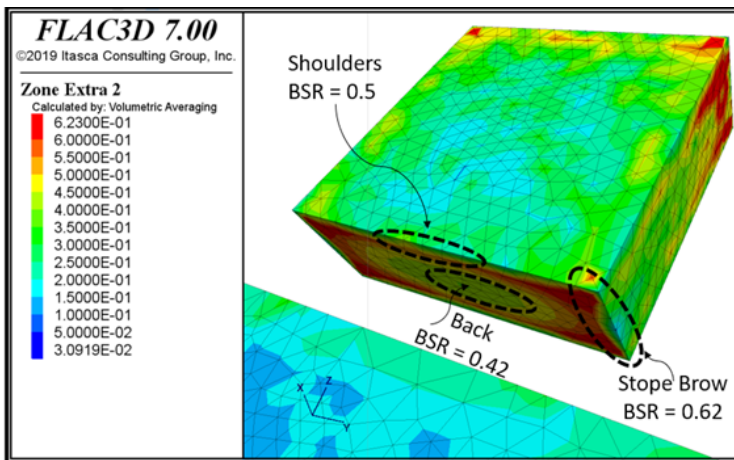 FLAC3D 7.00
©2019 Itasca Consulting Group, Inc.
Zone Extra 2
Calculated by: Volumetric Averaging
6.2300E-01
6.0000E-01
5.5000E-01
5.0000E-01
4.5000E-01
4.0000E-01
3.5000E-01
3.0000E-01
2.5000E-01
2.0000E-01
1.5000E-01
1.0000E-01
5.0000E-02
3.0919E-02
Shoulders
BSR = 0.5
Back
BSR = 0.42
Stope Brow
BSR = 0.62
X
Z
Y